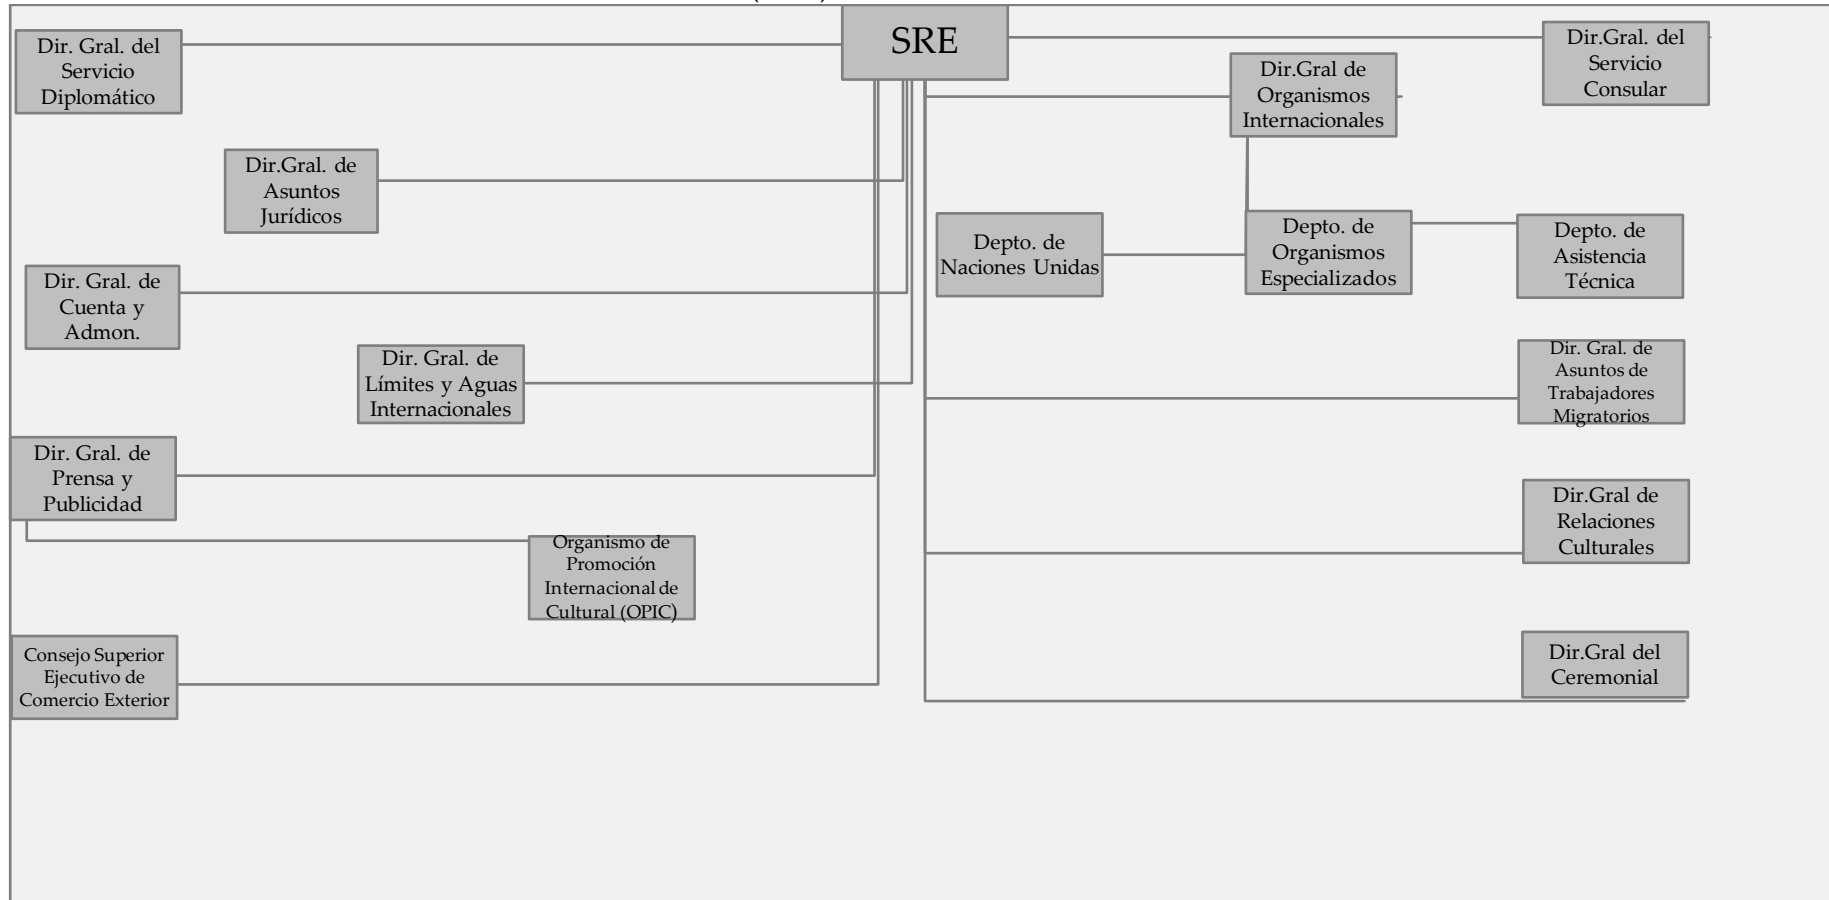 SRE
Dir. Gral. del
Servicio
Diplomático
Dir.Gral. del
Servicio
Consular
Dir.Gral de
Organismos
Internacionales
Dir.Gral. de
Asuntos
Jurídicos
Depto. de
Naciones Unidas
Depto. de
Organismos
Especializados
Depto. de
Asistencia
Técnica
Dir. Gral. de
Cuenta y
Admon.
Dir. Gral. de
Límites y Aguas
Internacionales
Dir. Gral. de
Asuntos de
Trabajadores
Migratorios
Dir. Gral. de
Prensa y
Publicidad
Dir.Gral de
Relaciones
Culturales
Organismo de
Promoción
Internacional de
Cultural (OPIC)
Consejo Superior
Ejecutivo de
Comercio Exterior
Dir.Gral del
Ceremonial